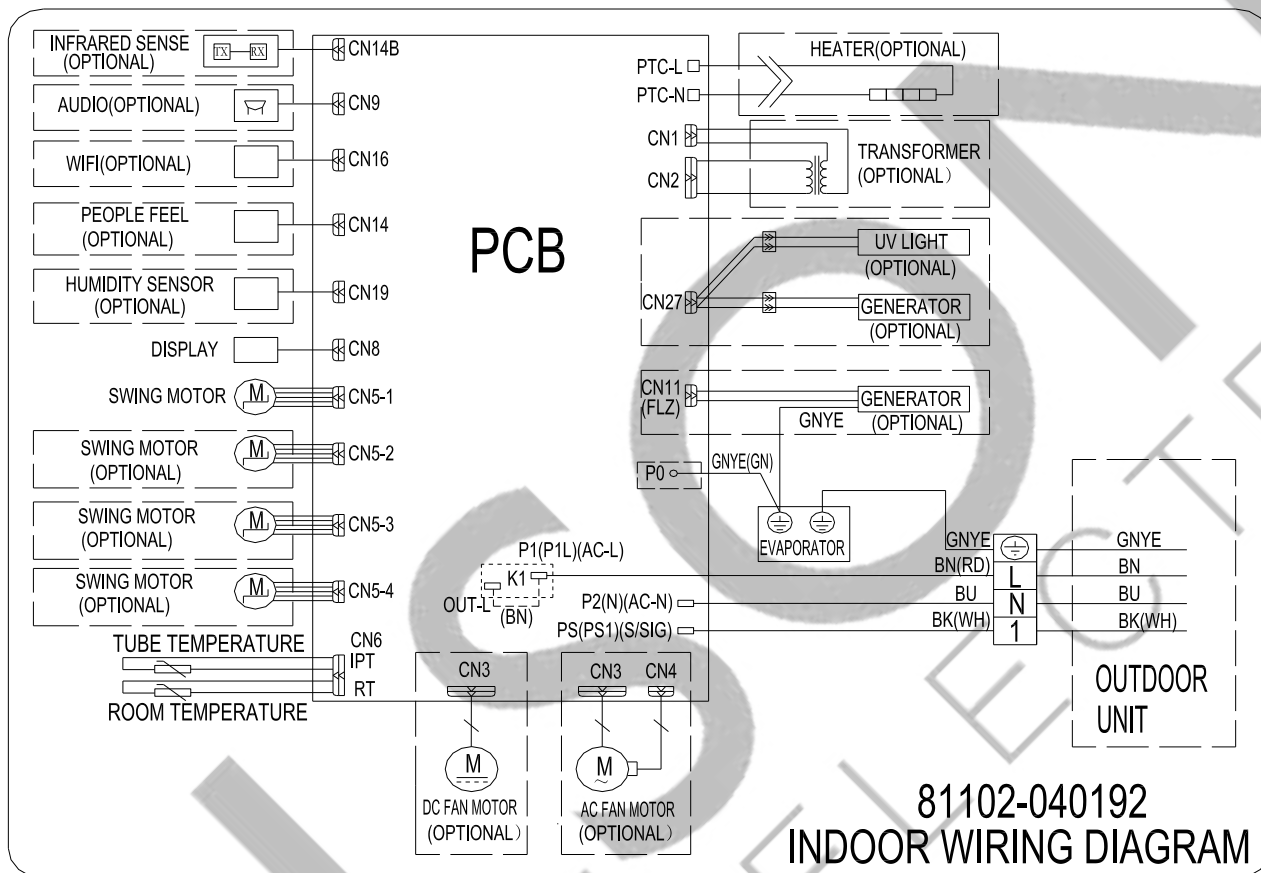 INFRARED SENSE
(OPTIONAL)
TX
RX
CN14B
AUDIO(OPTIONAL)
CN9
WIFI(OPTIONAL)
CN16
PEOPLE FEEL
(OPTIONAL)
CN14
HUMIDITY SENSOR
(OPTIONAL)
CN19
DISPLAY
CN8
SWING MOTOR
M
CN5-1
SWING MOTOR
(OPTIONAL)
M
CN5-2
SWING MOTOR
(OPTIONAL)
M
CN5-3
SWING MOTOR
(OPTIONAL)
M
CN5-4
TUBE TEMPERATURE
CN6
IPT
RT
ROOM TEMPERATURE
PCB
PTC-L
PTC-N
HEATER(OPTIONAL)
CN1
CN2
TRANSFORMER
(OPTIONAL)
CN27
UV LIGHT
(OPTIONAL)
GENERATOR
(OPTIONAL)
CN11
(FLZ)
GENERATOR
(OPTIONAL)
GNYE
P0
GNYE(GN)
EVAPORATOR
P1(P1L)(AC-L)
K1
OUT-L
(BN)
P2(N)(AC-N)
PS(PS1)(S/SIG)
GNYE
BN(RD)
BU
BK(WH)
L
N
1
GNYE
BN
BU
BK(WH)
OUTDOOR
UNIT
CN3
M
DC FAN MOTOR
(OPTIONAL)
CN3
CN4
M
~
AC FAN MOTOR
(OPTIONAL)
81102-040192
INDOOR WIRING DIAGRAM